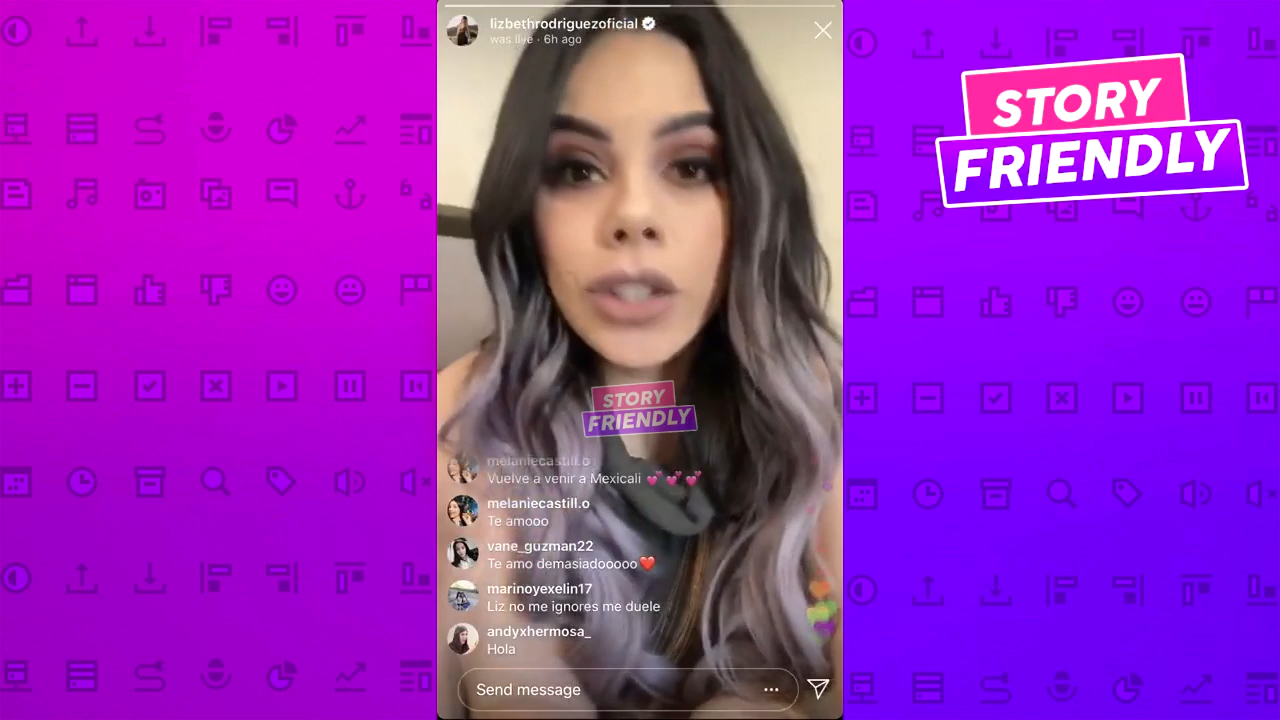 lizbethrodriguezoficial
was live · 6h ago
STORY
FRIENDLY
STORY
FRIENDLY
melaniecastill.o
Vuelve a venir a Mexicali 💕 💕 💕
melaniecastill.o
Te amooo
vane_guzman22
Te amo demasiadooooo ❤️
marinoyexelin17
Liz no me ignores me duele
andyxhermosa_
Hola
Send message